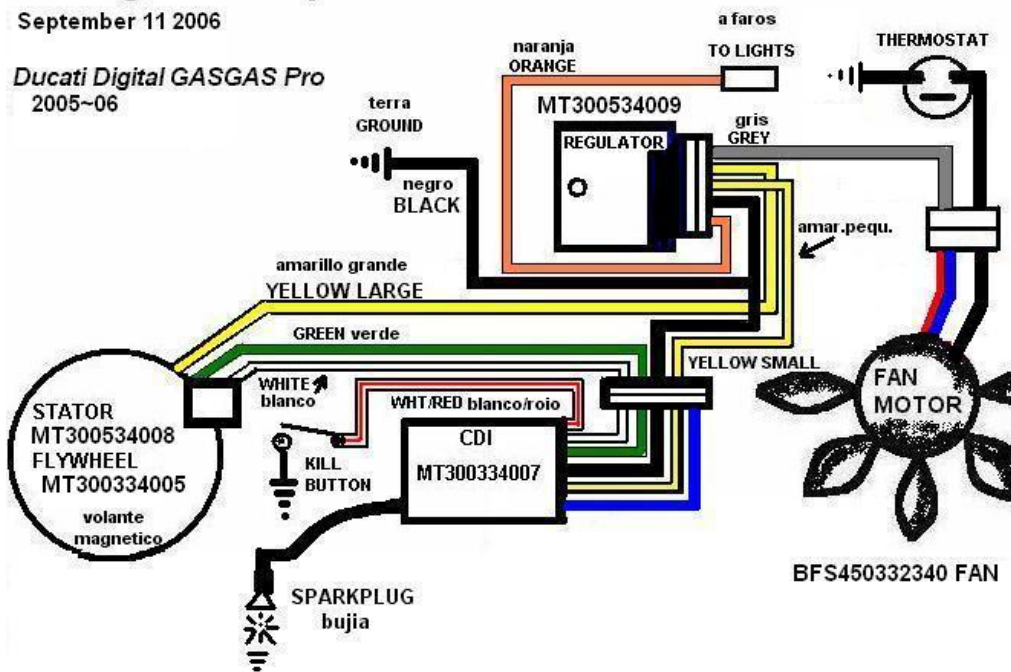 September 11 2006
Ducati Digital GASGAS Pro
2005~06
a faros
TO LIGHTS
naranja
ORANGE
THERMOSTAT
MT300534009
REGULATOR
gris
GREY
terra
GROUND
negro
BLACK
amar.pequ.
amarillo grande
YELLOW LARGE
GREEN verde
YELLOW SMALL
WHITE
blanco
WHT/RED blanco/roio
STATOR
MT300534008
FLYWHEEL
MT300334005
volante
magnetico
KILL
BUTTON
CDI
MT300334007
FAN
MOTOR
BFS450332340 FAN
SPARKPLUG
bujia